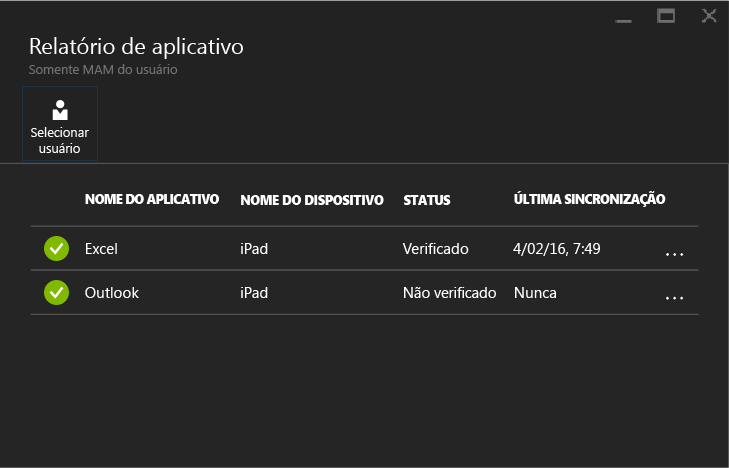 Relatório de aplicativo
Somente MAM do usuário
Selecionar
usuário
NOME DO APLICATIVO NOME DO DISPOSITIVO STATUS ÚLTIMA SINCRONIZAÇÃO
Excel iPad Verificado 4/02/16, 7:49 ...
Outlook iPad Não verificado Nunca ...